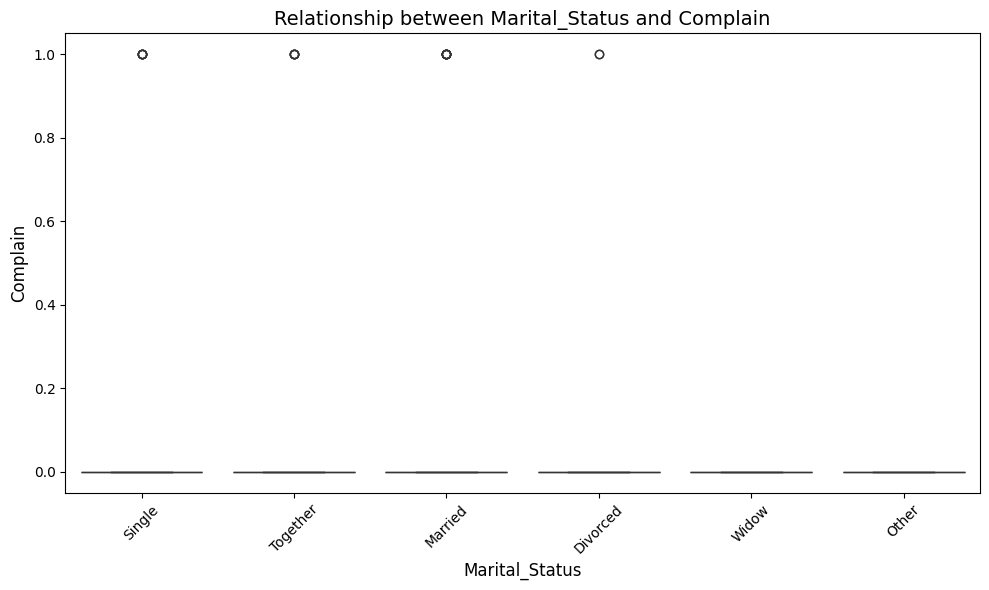 Relationship between Marital_Status and Complain
Complain
1.0
0.8
0.6
0.4
0.2
0.0
Single
Together
Married
Divorced
Widow
Other
Marital_Status